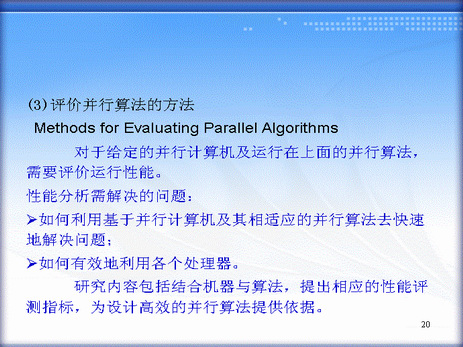 (3)评价并行算法的方法
Methods for Evaluating Parallel Algorithms
对于给定的并行计算机及运行在上面的并行算法，
需要评价运行性能。
性能分析需解决的问题：
➢如何利用基于并行计算机及其相适应的并行算法去快速
地解决问题；
➢如何有效地利用各个处理器。
研究内容包括结合机器与算法，提出相应的性能评
测指标，为设计高效的并行算法提供依据。
20